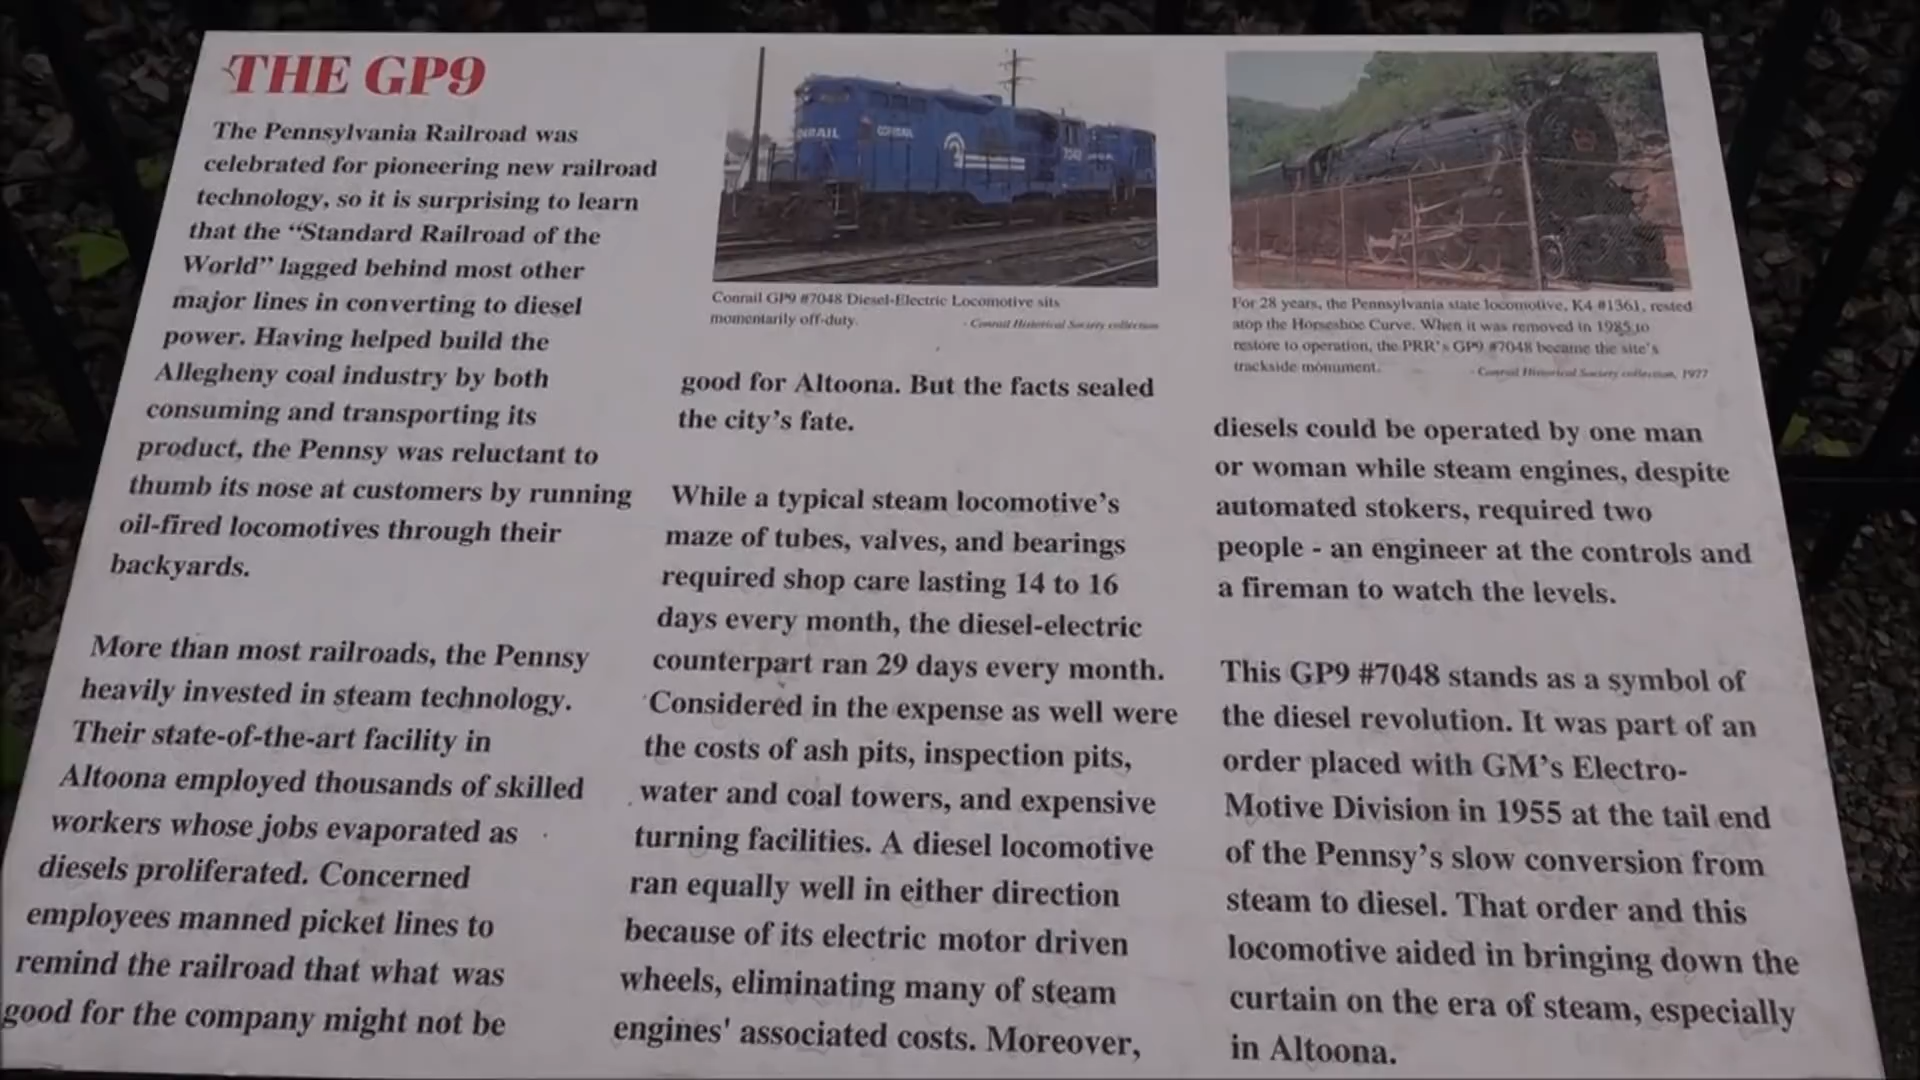 THE GP9
The Pennsylvania Railroad was
celebrated for pioneering new railroad
technology, so it is surprising to learn
that the “Standard Railroad of the
World” lagged behind most other
major lines in converting to diesel
power. Having helped build the
Allegheny coal industry by both
consuming and transporting its
product, the Pennsy was reluctant to
thumb its nose at customers by running
oil-fired locomotives through their
backyards.
More than most railroads, the Pennsy
heavily invested in steam technology.
Their state-of-the-art facility in
Altoona employed thousands of skilled
workers whose jobs evaporated as
diesels proliferated. Concerned
employees manned picket lines to
remind the railroad that what was
good for the company might not be
CONRAIL
7048
Conrail GP9 #7048 Diesel-Electric Locomotive sits
momentarily off-duty.
- Conrail Historical Society collection
good for Altoona. But the facts sealed
the city’s fate.
While a typical steam locomotive’s
maze of tubes, valves, and bearings
required shop care lasting 14 to 16
days every month, the diesel-electric
counterpart ran 29 days every month.
Considered in the expense as well were
the costs of ash pits, inspection pits,
water and coal towers, and expensive
turning facilities. A diesel locomotive
ran equally well in either direction
because of its electric motor driven
wheels, eliminating many of steam
engines' associated costs. Moreover,
For 28 years, the Pennsylvania state locomotive, K4 #1361, rested
atop the Horseshoe Curve. When it was removed in 1985 to
restore to operation, the PRR’s GP9 #7048 became the site’s
trackside monument.
- Conrail Historical Society collection, 1977
diesels could be operated by one man
or woman while steam engines, despite
automated stokers, required two
people - an engineer at the controls and
a fireman to watch the levels.
This GP9 #7048 stands as a symbol of
the diesel revolution. It was part of an
order placed with GM’s Electro-
Motive Division in 1955 at the tail end
of the Pennsy’s slow conversion from
steam to diesel. That order and this
locomotive aided in bringing down the
curtain on the era of steam, especially
in Altoona.